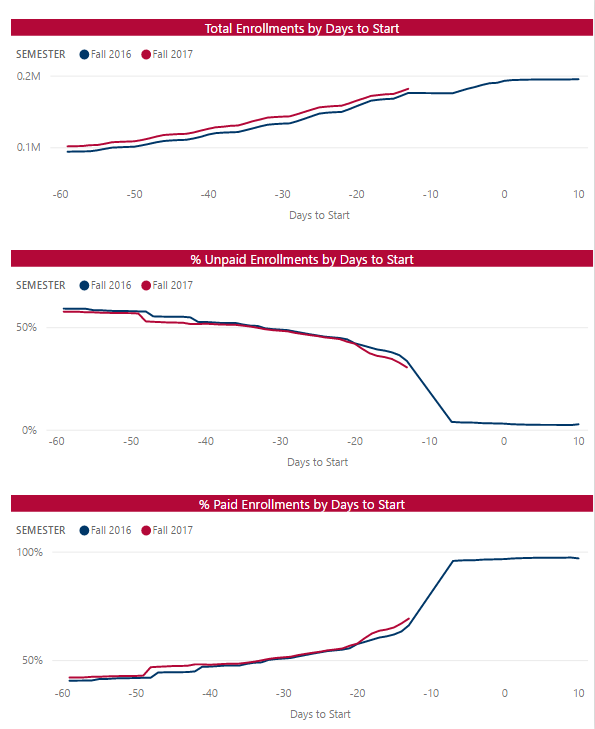 Total Enrollments by Days to Start
SEMESTER Fall 2016 Fall 2017
0.2M
0.1M
-60 -50 -40 -30 -20 -10 0 10
Days to Start
% Unpaid Enrollments by Days to Start
SEMESTER Fall 2016 Fall 2017
50%
0%
-60 -50 -40 -30 -20 -10 0 10
Days to Start
% Paid Enrollments by Days to Start
SEMESTER Fall 2016 Fall 2017
100%
50%
-60 -50 -40 -30 -20 -10 0 10
Days to Start